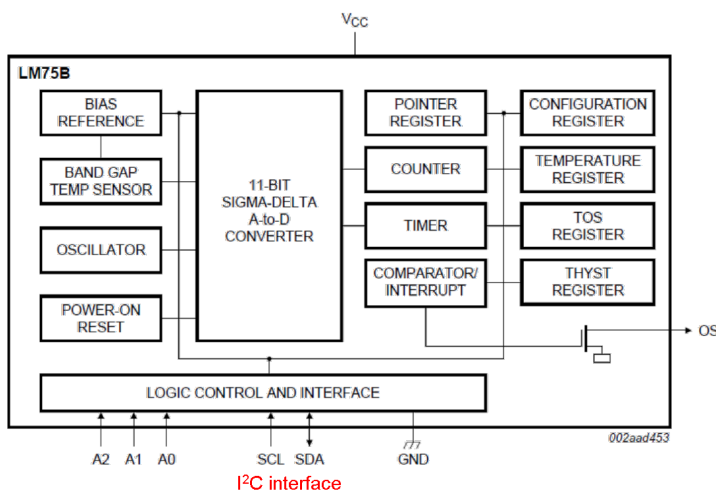 VCC
LM75B
BIAS
REFERENCE
BAND GAP
TEMP SENSOR
OSCILLATOR
POWER-ON
RESET
11-BIT
SIGMA-DELTA
A-to-D
CONVERTER
POINTER
REGISTER
COUNTER
TIMER
COMPARATOR/
INTERRUPT
CONFIGURATION
REGISTER
TEMPERATURE
REGISTER
TOS
REGISTER
THYST
REGISTER
OS
LOGIC CONTROL AND INTERFACE
002aad453
A2 A1 A0 SCL SDA GND
I²C interface